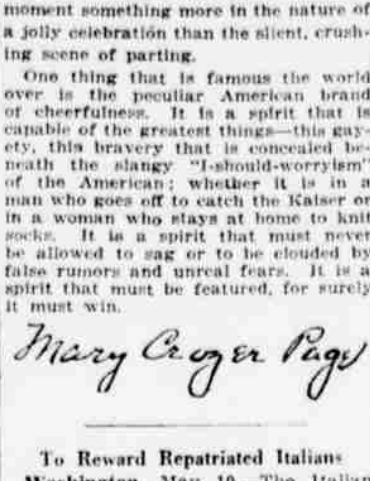 moment something more in the nature of
a jolly celebration than the silent, crush-
ing scene of parting.
One thing that is famous the world
over is the peculiar American brand
of cheerfulness. It is a spirit that is
capable of the greatest things—this gay-
ety, this bravery that is concealed be-
neath the slangy "I-should-worryism"
of the American; whether it is in a
man who goes off to catch the Kaiser or
in a woman who stays at home to knit
socks. It is a spirit that must never
be allowed to sag or to be clouded by
false rumors and unreal fears. It is a
spirit that must be featured, for surely
it must win.
Mary Crozer Page
To Reward Repatriated Italians
Washington, May 10. The Italian